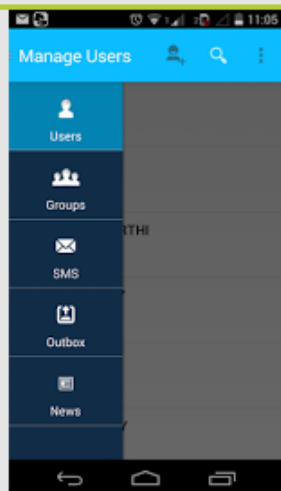 11:05
Manage Users
Users
Groups
RTHI
SMS
Outbox
News